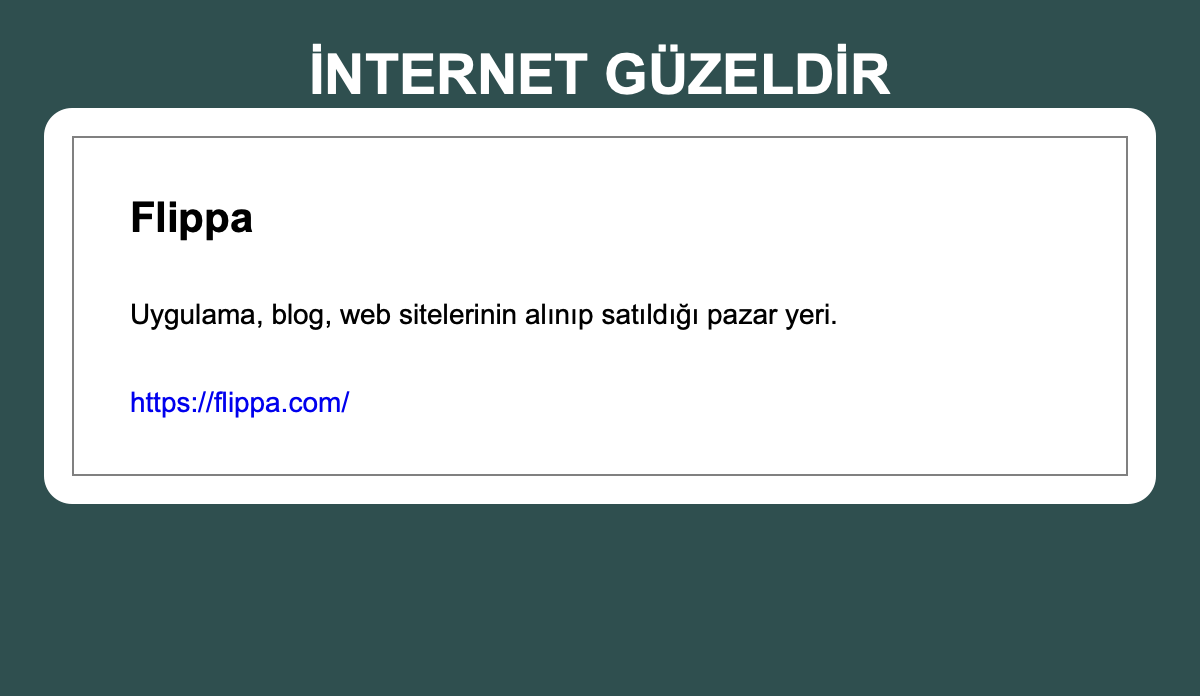 İNTERNET GÜZELDİR
Flippa
Uygulama, blog, web sitelerinin alınıp satıldığı pazar yeri.
https://flippa.com/